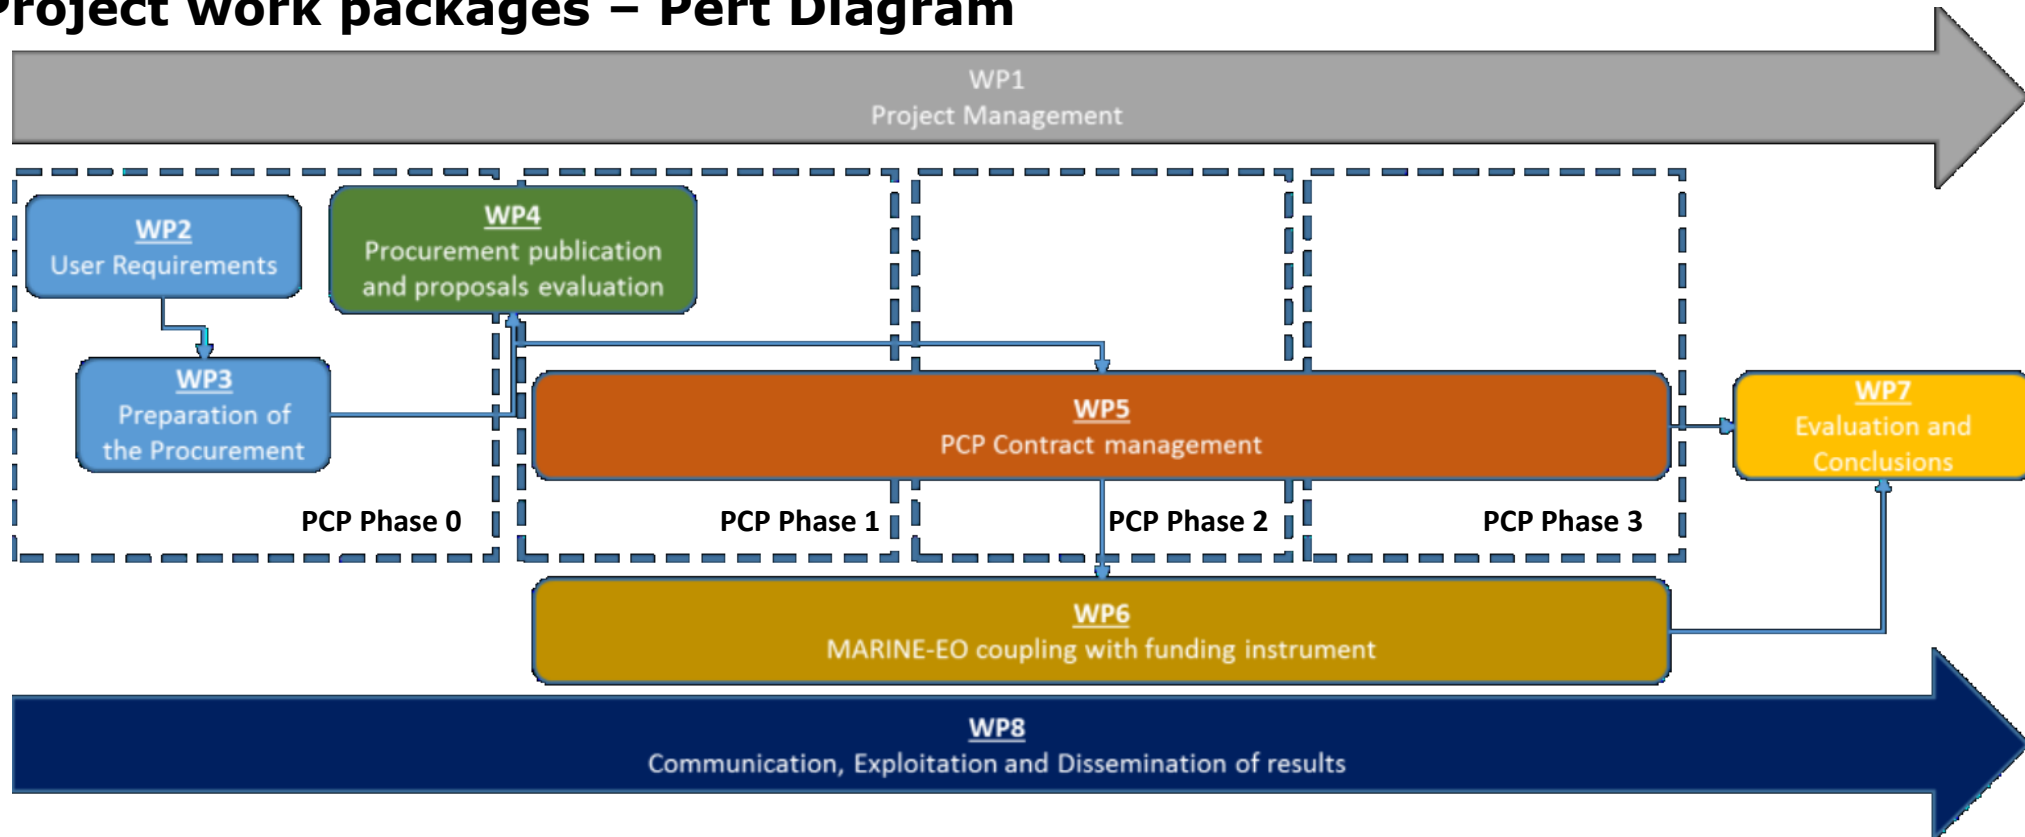 Project work packages – Pert Diagram
WP1
Project Management
WP2
User Requirements
WP4
Procurement publication
and proposals evaluation
WP3
Preparation of
the Procurement
WP5
PCP Contract management
WP7
Evaluation and
Conclusions
PCP Phase 0
PCP Phase 1
PCP Phase 2
PCP Phase 3
WP6
MARINE-EO coupling with funding instrument
WP8
Communication, Exploitation and Dissemination of results